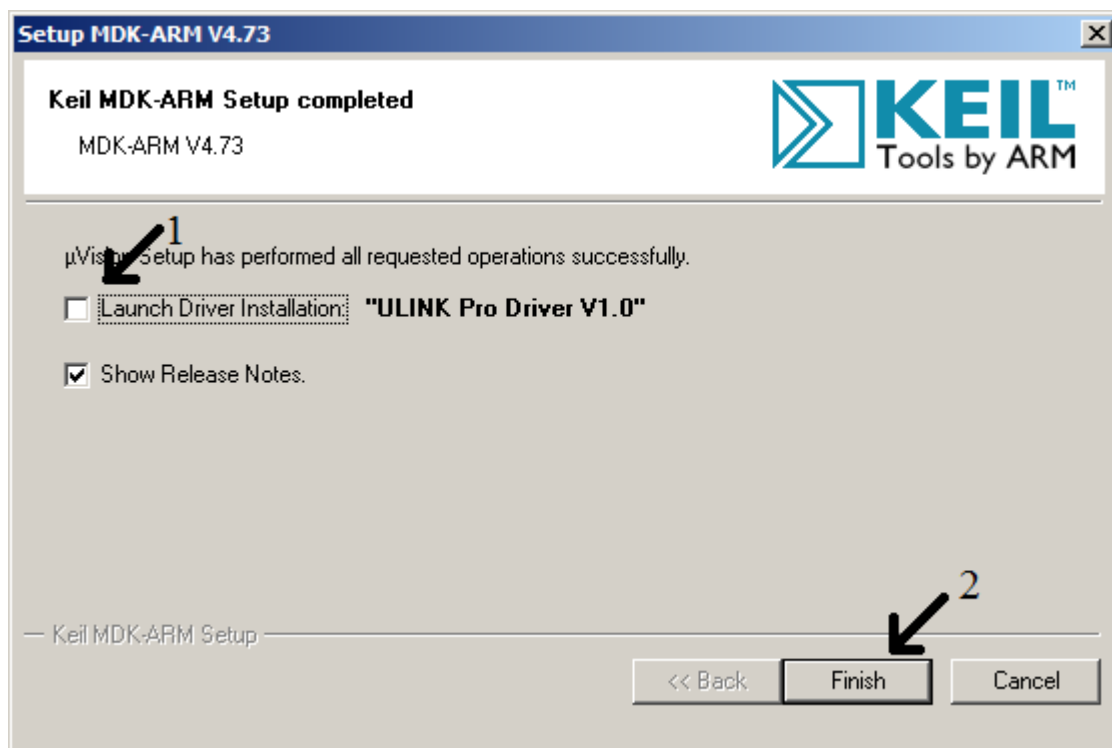 Setup MDK-ARM V4.73
Keil MDK-ARM Setup completed
MDK-ARM V4.73
KEIL™
Tools by ARM
1
µVision Setup has performed all requested operations successfully.
Launch Driver Installation: "ULINK Pro Driver V1.0"
Show Release Notes.
2
Keil MDK-ARM Setup
<< Back Finish Cancel